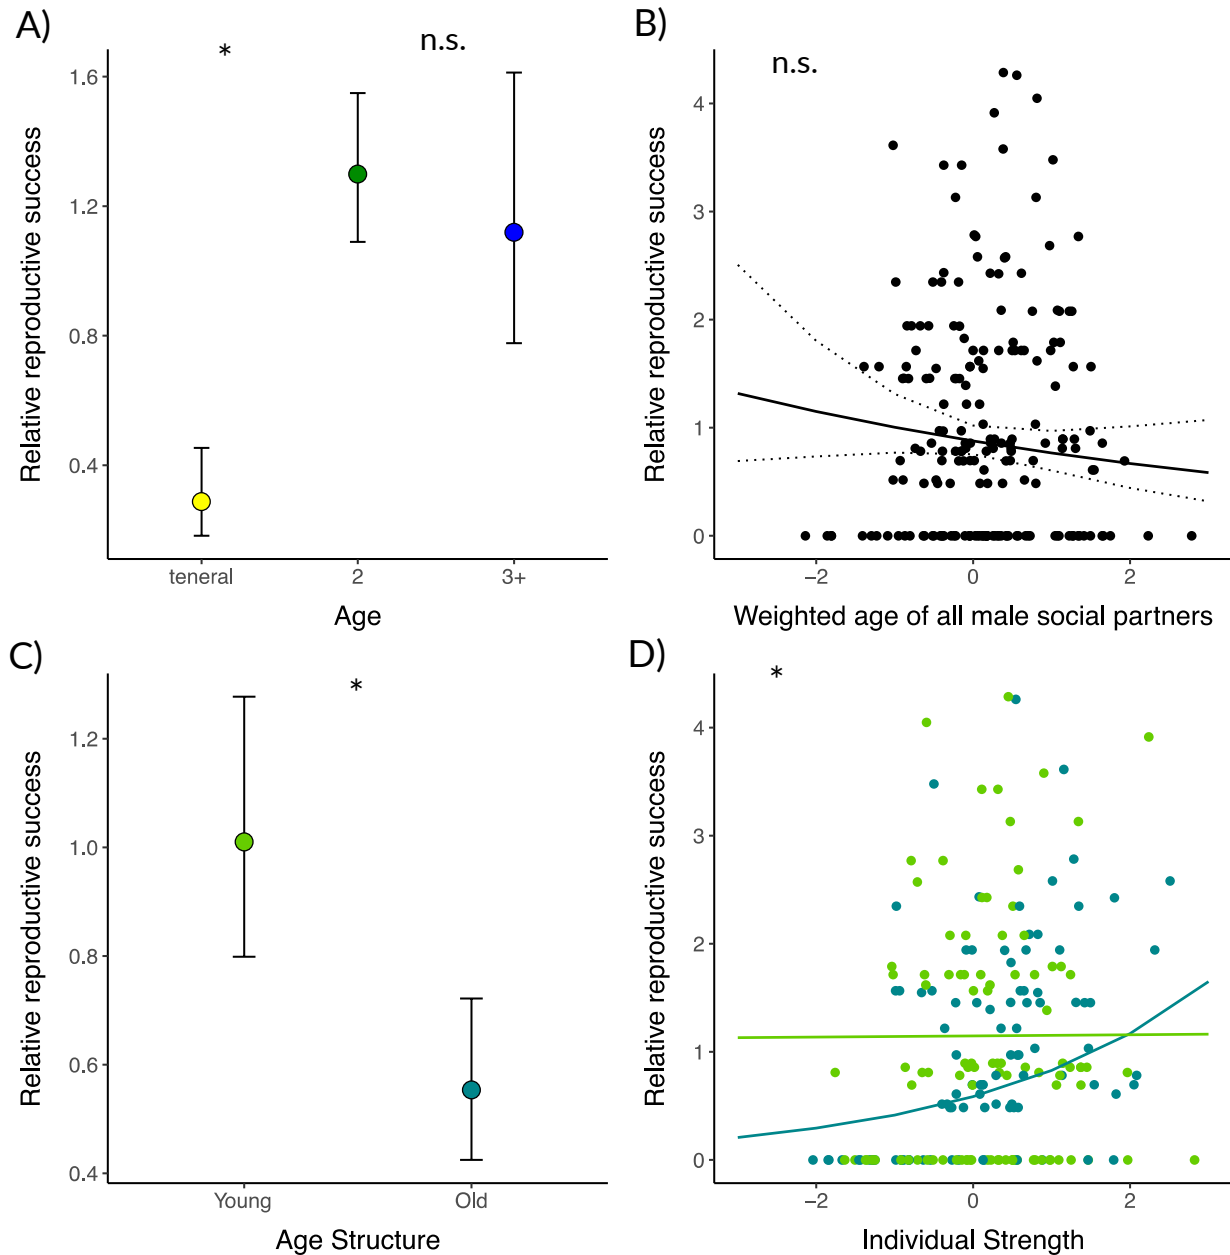 A)
*
n.s.
1.6
1.2
0.8
0.4
Relative reproductive success
teneral
2
3+
Age
B)
n.s.
4
3
2
1
0
Relative reproductive success
−2
0
2
Weighted age of all male social partners
C)
*
1.2
1.0
0.8
0.6
0.4
Relative reproductive success
Young
Old
Age Structure
D)
*
4
3
2
1
0
Relative reproductive success
−2
0
2
Individual Strength